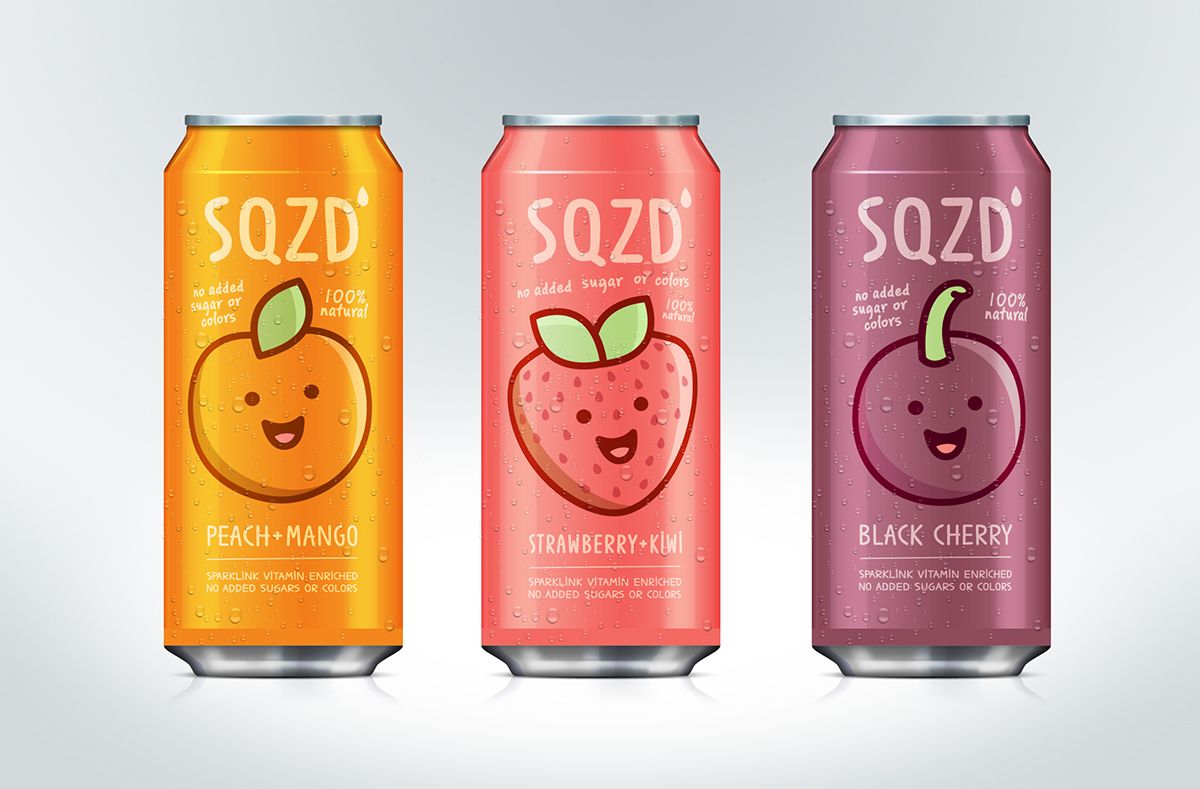 SQZD
no added
sugar or
colors
100%
natural
PEACH+MANGO
SPARKLINK VITAMIN ENRICHED
NO ADDED SUGARS OR COLORS
SQZD
no added sugar or colors
100%
natural
STRAWBERRY+KiWi
SPARKLINK VITAMIN ENRICHED
NO ADDED SUGARS OR COLORS
SQZD
no added
sugar or
colors
100%
natural
BLACK CHERRY
SPARKLINK VITAMIN ENRICHED
NO ADDED SUGARS OR COLORS